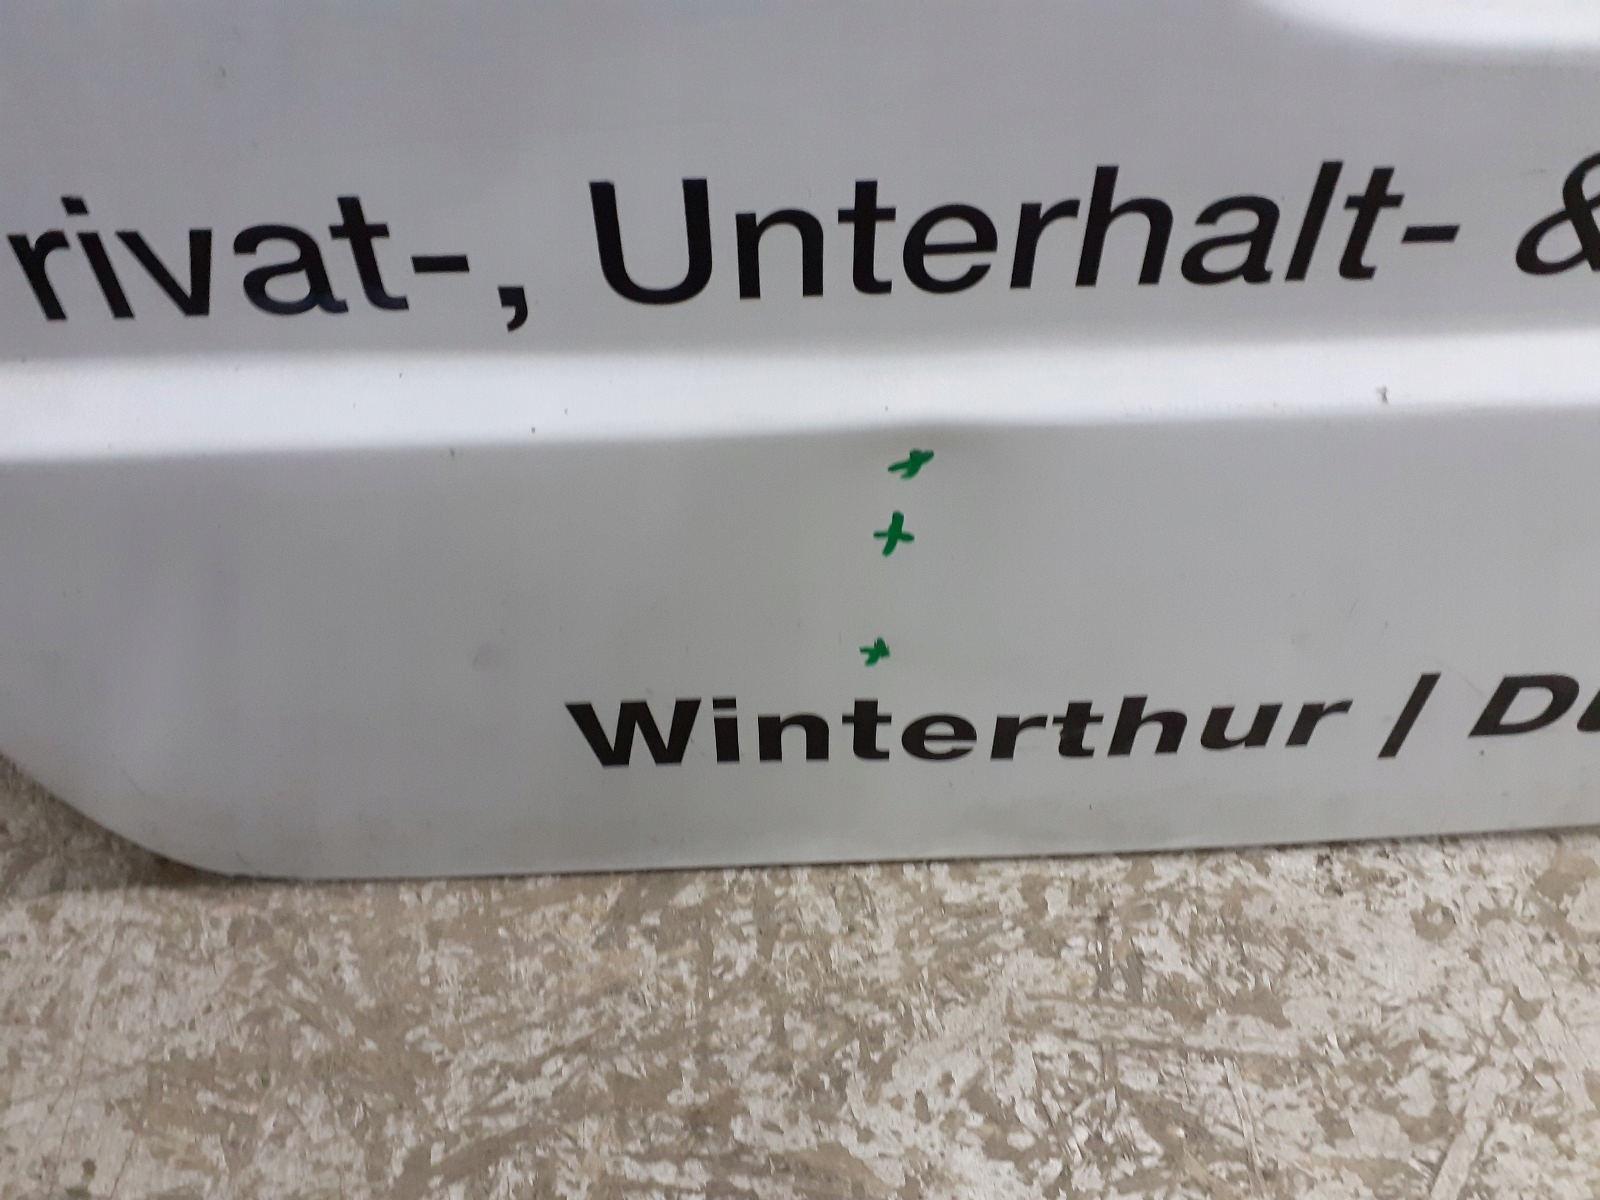 rivat-, Unterhalt- &
Winterthur / D